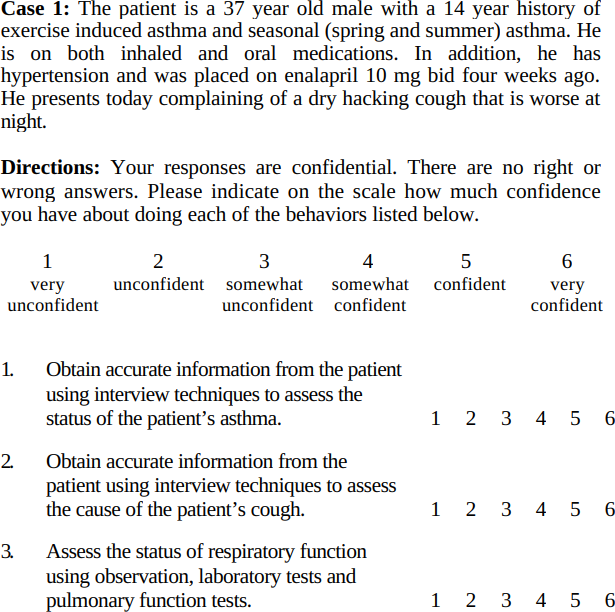 Case 1: The patient is a 37 year old male with a 14 year history of
exercise induced asthma and seasonal (spring and summer) asthma. He
is on both inhaled and oral medications. In addition, he has
hypertension and was placed on enalapril 10 mg bid four weeks ago.
He presents today complaining of a dry hacking cough that is worse at
night.
Directions: Your responses are confidential. There are no right or
wrong answers. Please indicate on the scale how much confidence
you have about doing each of the behaviors listed below.
1 2 3 4 5 6
very unconfident somewhat somewhat confident very
unconfident unconfident confident confident
1. Obtain accurate information from the patient
using interview techniques to assess the
status of the patient’s asthma. 1 2 3 4 5 6
2. Obtain accurate information from the
patient using interview techniques to assess
the cause of the patient’s cough. 1 2 3 4 5 6
3. Assess the status of respiratory function
using observation, laboratory tests and
pulmonary function tests. 1 2 3 4 5 6